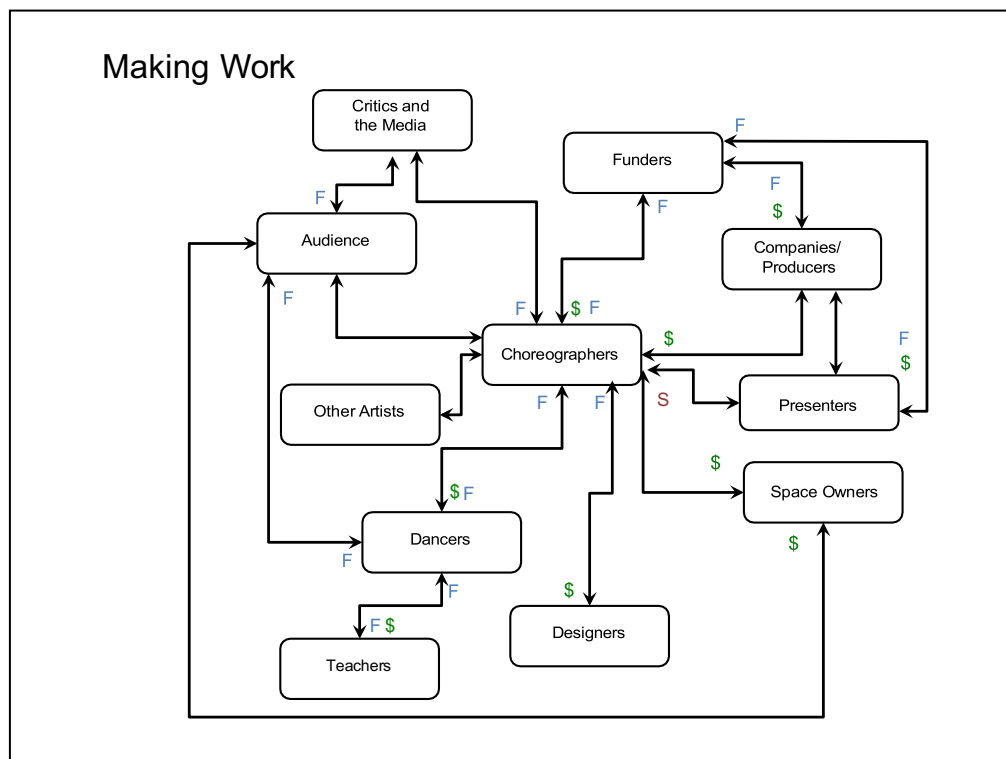 Making Work
Critics and
the Media
F
Funders
F
F
$
F
Audience
F
Companies/
Producers
F
F
$ F
Choreographers
$
F
$
Other Artists
F
F
S
Presenters
$
Space Owners
$ F
Dancers
$
F
F
F $
Teachers
$
Designers